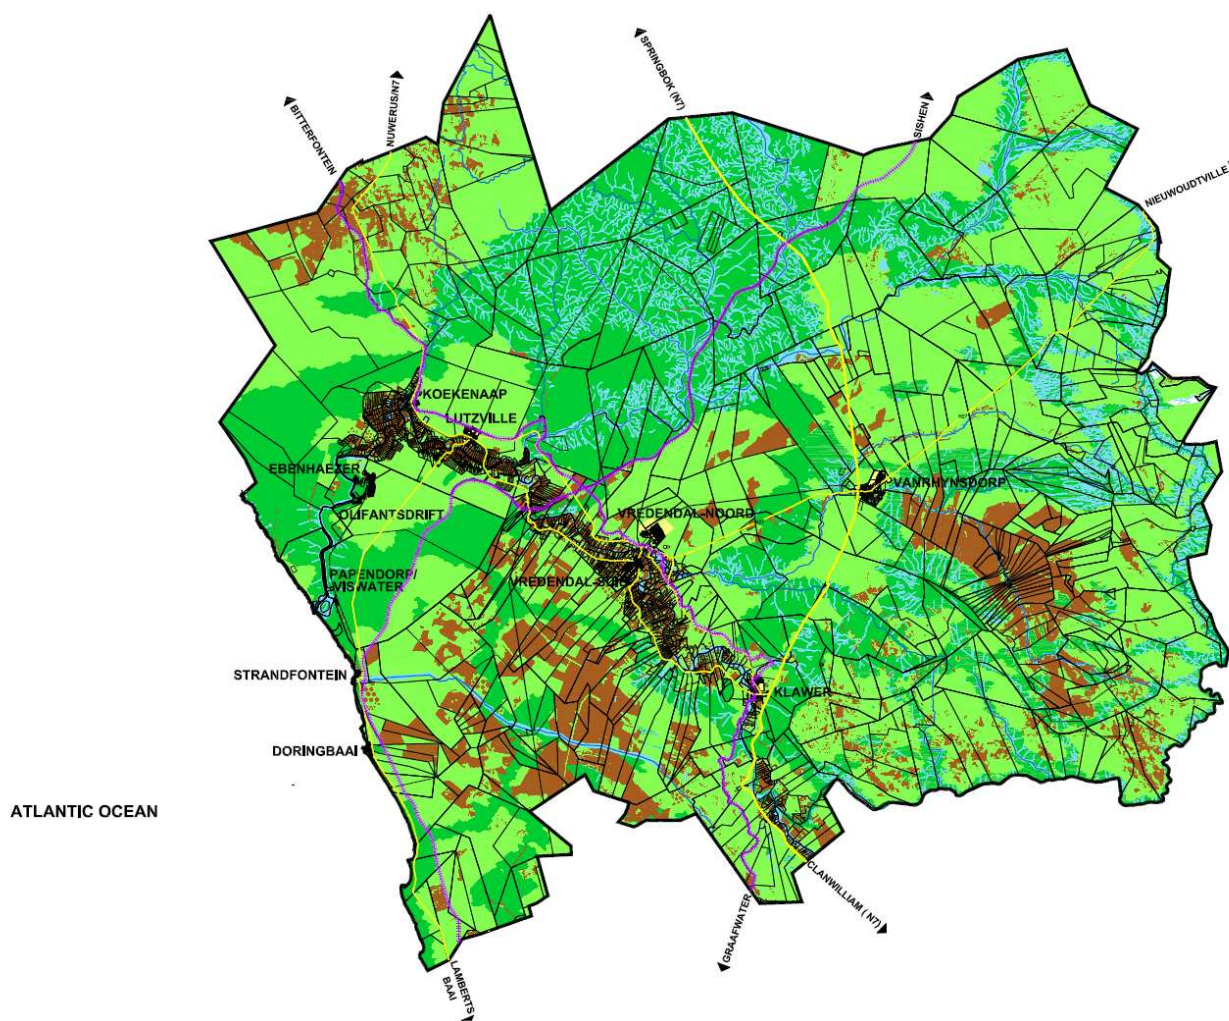 SPRINGBOK (N7)
NUWERUS/N7
BITTERFONTEIN
SISHEN
NIEUWOUDTVILLE
KOEKENAAP
LUTZVILLE
EBENHAEZER
VANRHYNSDORP
OLIFANTSDRIFT
VREDENDAL-NOORD
PAPENDORP/
VISWATER
VREDENDAL-SUID
STRANDFONTEIN
KLAWER
DORINGBAAI
ATLANTIC OCEAN
CLANWILLIAM ( N7)
GRAAFWATER
LAMBERTS
BAAI